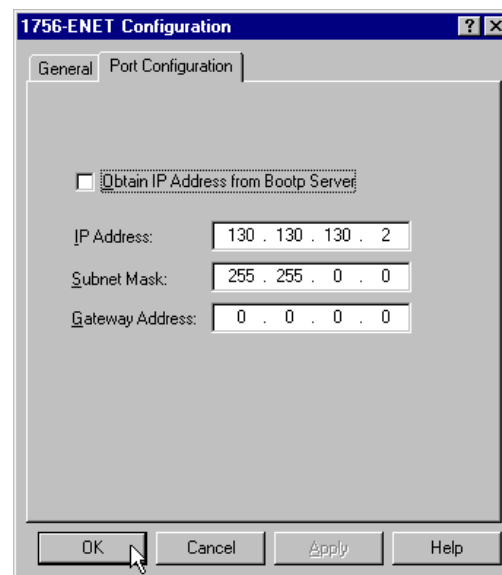 1756-ENET Configuration
General Port Configuration
Obtain IP Address from Bootp Server
IP Address: 130 . 130 . 130 . 2
Subnet Mask: 255 . 255 . 0 . 0
Gateway Address: 0 . 0 . 0 . 0
OK Cancel Apply Help